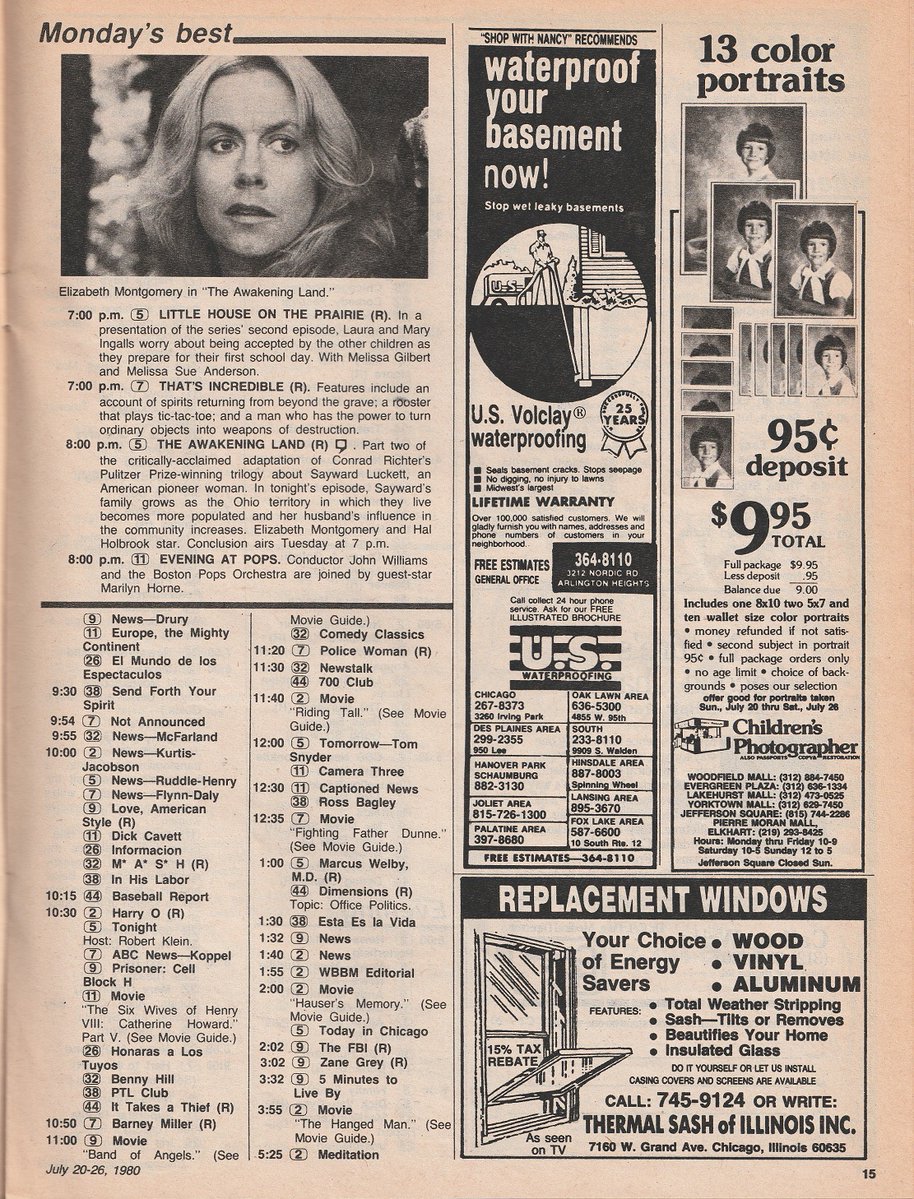 Monday's best
Elizabeth Montgomery in "The Awakening Land."
7:00 p.m. 5 LITTLE HOUSE ON THE PRAIRIE (R). In a
presentation of the series' second episode, Laura and Mary
Ingalls worry about being accepted by the other children as
they prepare for their first school day. With Melissa Gilbert
and Melissa Sue Anderson.
7:00 p.m. 7 THAT'S INCREDIBLE (R). Features include an
account of spirits returning from beyond the grave; a rooster
that plays tic-tac-toe; and a man who has the power to turn
ordinary objects into weapons of destruction.
8:00 p.m. 5 THE AWAKENING LAND (R) . Part two of
the critically-acclaimed adaptation of Conrad Richter's
Pulitzer Prize-winning trilogy about Sayward Luckett, an
American pioneer woman. In tonight's episode, Sayward's
family grows as the Ohio territory in which they live
becomes more populated and her husband's influence in
the community increases. Elizabeth Montgomery and Hal
Holbrook star. Conclusion airs Tuesday at 7 p.m.
8:00 p.m. 11 EVENING AT POPS. Conductor John Williams
and the Boston Pops Orchestra are joined by guest-star
Marilyn Horne.
9 News—Drury
11 Europe, the Mighty
Continent
26 El Mundo de los
Espectaculos
9:30 38 Send Forth Your
Spirit
9:54 7 Not Announced
9:55 32 News—McFarland
10:00 2 News—Kurtis-
Jacobson
5 News—Ruddle-Henry
7 News—Flynn-Daly
9 Love, American
Style (R)
11 Dick Cavett
26 Informacion
32 M* A* S* H (R)
38 In His Labor
10:15 44 Baseball Report
10:30 2 Harry O (R)
5 Tonight
Host: Robert Klein.
7 ABC News—Koppel
9 Prisoner: Cell
Block H
11 Movie
"The Six Wives of Henry
VIII: Catherine Howard."
Part V. (See Movie Guide.)
26 Honaras a Los
Tuyos
32 Benny Hill
38 PTL Club
44 It Takes a Thief (R)
10:50 7 Barney Miller (R)
11:00 9 Movie
"Band of Angels." (See
Movie Guide.)
32 Comedy Classics
11:20 7 Police Woman (R)
11:30 32 Newstalk
44 700 Club
11:40 2 Movie
"Riding Tall." (See Movie
Guide.)
12:00 5 Tomorrow—Tom
Snyder
11 Camera Three
12:30 11 Captioned News
38 Ross Bagley
12:35 7 Movie
"Fighting Father Dunne."
(See Movie Guide.)
1:00 5 Marcus Welby,
M.D. (R)
44 Dimensions (R)
Topic: Office Politics.
1:30 38 Esta Es la Vida
1:32 9 News
1:40 2 News
1:55 2 WBBM Editorial
2:00 2 Movie
"Hauser's Memory." (See
Movie Guide.)
5 Today in Chicago
2:02 9 The FBI (R)
3:02 9 Zane Grey (R)
3:32 9 5 Minutes to
Live By
3:55 2 Movie
"The Hanged Man." (See
Movie Guide.)
5:25 2 Meditation
"SHOP WITH NANCY" RECOMMENDS
waterproof
your
basement
now!
Stop wet leaky basements
U.S.
U.S. Volclay®
waterproofing
SUCCESSFULLY
25
YEARS
Seals basement cracks. Stops seepage
No digging, no injury to lawns
Midwest's largest
LIFETIME WARRANTY
Over 100,000 satisfied customers. We will
gladly furnish you with names, addresses and
phone numbers of customers in your
neighborhood.
FREE ESTIMATES
GENERAL OFFICE
364-8110
3212 NORDIC RD
ARLINGTON HEIGHTS
Call collect 24 hour phone
service. Ask for our FREE
ILLUSTRATED BROCHURE
U.S.
WATERPROOFING
CHICAGO
267-8373
3260 Irving Park
OAK LAWN AREA
636-5300
4855 W. 95th
DES PLAINES AREA
299-2355
950 Lee
SOUTH
233-8110
9909 S. Walden
HANOVER PARK
SCHAUMBURG
882-3130
HINSDALE AREA
887-8003
Spinning Wheel
JOLIET AREA
815-726-1300
LANSING AREA
895-3670
PALATINE AREA
397-8680
FOX LAKE AREA
587-6600
10 South Rte. 12
FREE ESTIMATES—364-8110
13 color
portraits
95¢
deposit
$9.95
TOTAL
Full package $9.95
Less deposit .95
Balance due 9.00
Includes one 8x10 two 5x7 and
ten wallet size color portraits
• money refunded if not satis-
fied • second subject in portrait
95¢ • full package orders only
• no age limit • choice of back-
grounds • poses our selection
offer good for portraits taken
Sun., July 20 thru Sat., July 26
Children's
Photographer
ALSO PASSPORTS COPY & RESTORATION
WOODFIELD MALL: (312) 884-7450
EVERGREEN PLAZA: (312) 636-1334
LAKEHURST MALL: (312) 473-0525
YORKTOWN MALL: (312) 629-7450
JEFFERSON SQUARE: (815) 744-2286
PIERRE MORAN MALL,
ELKHART: (219) 293-8425
Hours: Monday thru Friday 10-9
Saturday 10-5 Sunday 12 to 5
Jefferson Square Closed Sun.
REPLACEMENT WINDOWS
Your Choice
of Energy
Savers
• WOOD
• VINYL
• ALUMINUM
FEATURES:
• Total Weather Stripping
• Sash—Tilts or Removes
• Beautifies Your Home
• Insulated Glass
15% TAX
REBATE
As seen
on TV
DO IT YOURSELF OR LET US INSTALL
CASING COVERS AND SCREENS ARE AVAILABLE
CALL: 745-9124 OR WRITE:
THERMAL SASH OF ILLINOIS INC.
7160 W. Grand Ave. Chicago, Illinois 60635
July 20-26, 1980
15